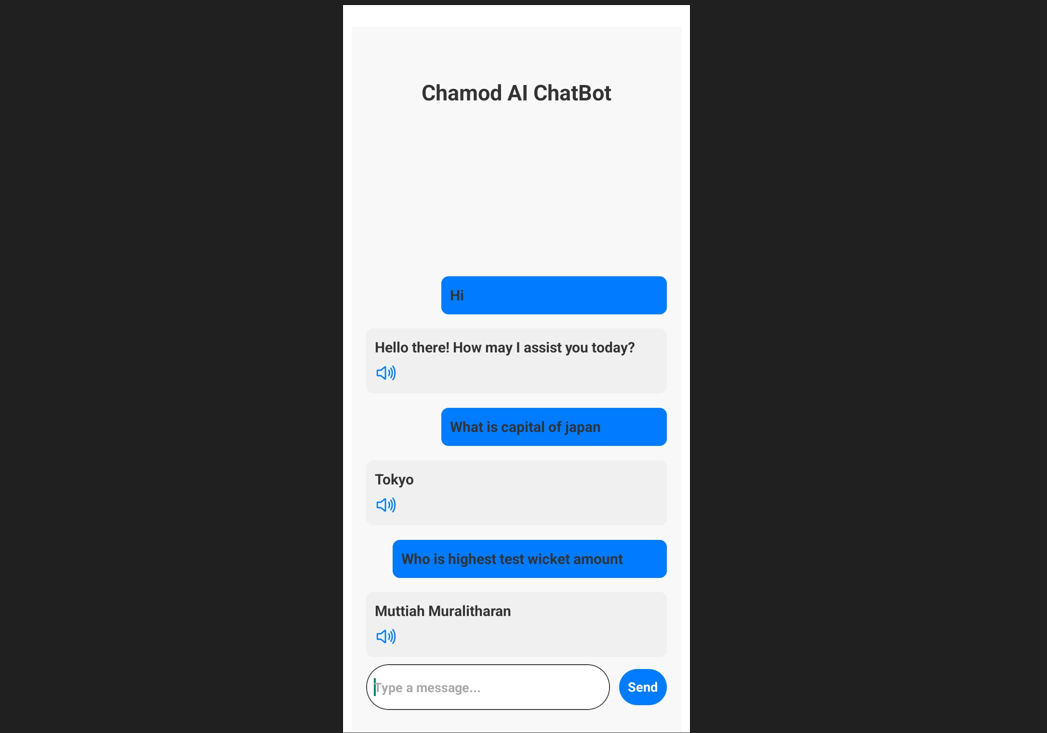 Chamod AI ChatBot
Hi
Hello there! How may I assist you today?
What is capital of japan
Tokyo
Who is highest test wicket amount
Muttiah Muralitharan
Type a message...
Send